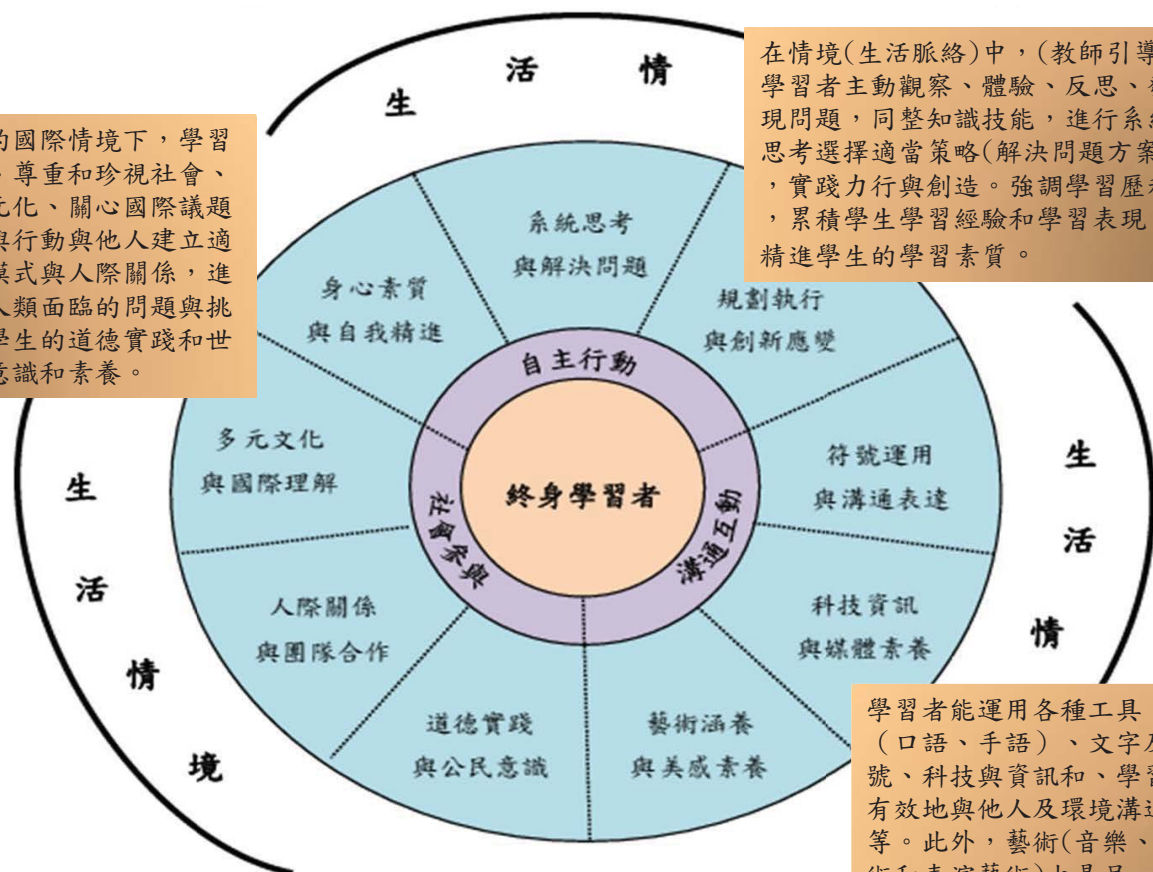 生 活 情
在情境(生活脈絡)中，(教師引導
學習者主動觀察、體驗、反思、
現問題，同整知識技能，進行系
思考選擇適當策略(解決問題方案
，實踐力行與創造。強調學習歷
，累積學生學習經驗和學習表現
精進學生的學習素質。
的國際情境下，學習
。尊重和珍視社會、
元化、關心國際議題
與行動與他人建立適
模式與人際關係，進
人類面臨的問題與挑
學生的道德實踐和世
意識和素養。
系統思考
與解決問題
身心素質
與自我精進
規劃執行
與創新應變
自主行動
多元文化
與國際理解
符號運用
與溝通表達
終身學習者
社會參與
溝通互動
生 活 情 境
生 活 情
人際關係
與團隊合作
科技資訊
與媒體素養
道德實踐
與公民意識
藝術涵養
與美感素養
學習者能運用各種工具
（口語、手語）、文字
號、科技與資訊和、學
有效地與他人及環境溝
等。此外，藝術(音樂、